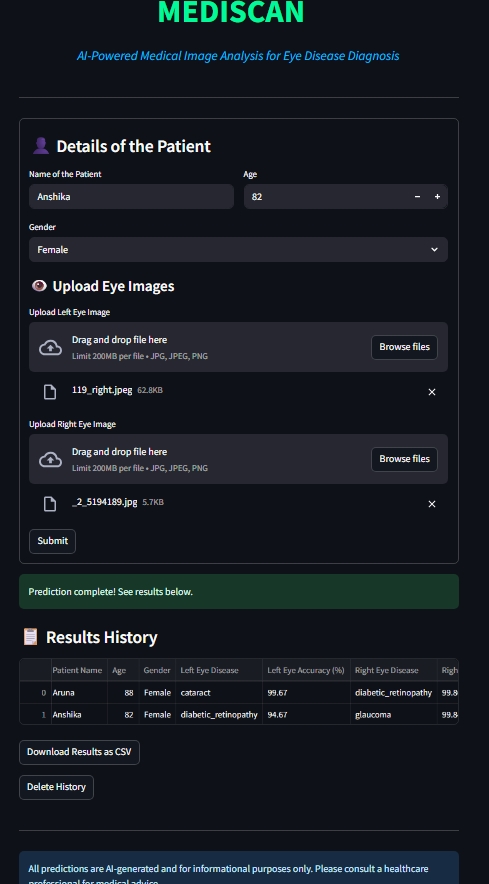 MEDISCAN
AI-Powered Medical Image Analysis for Eye Disease Diagnosis
Details of the Patient
Name of the Patient
Age
Anshika
82
Gender
Female
Upload Eye Images
Upload Left Eye Image
Drag and drop file here
Limit 200MB per file • JPG, JPEG, PNG
Browse files
119_right.jpeg 62.8KB
Upload Right Eye Image
Drag and drop file here
Limit 200MB per file • JPG, JPEG, PNG
Browse files
_2_5194189.jpg 5.7KB
Submit
Prediction complete! See results below.
Results History
Patient Name Age Gender Left Eye Disease Left Eye Accuracy (%) Right Eye Disease Righ
0 Aruna 88 Female cataract 99.67 diabetic_retinopathy 99.8
1 Anshika 82 Female diabetic_retinopathy 94.67 glaucoma 99.8
Download Results as CSV
Delete History
All predictions are AI-generated and for informational purposes only. Please consult a healthcare
professional for medical advice